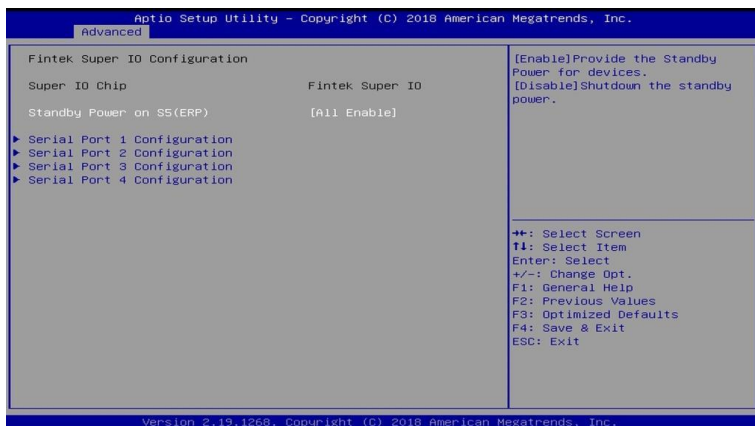 Aptio Setup Utility – Copyright (C) 2018 American Megatrends, Inc.
Advanced
Fintek Super IO Configuration
Super IO Chip Fintek Super IO
Standby Power on S5(ERP) [All Enable]
▶ Serial Port 1 Configuration
▶ Serial Port 2 Configuration
▶ Serial Port 3 Configuration
▶ Serial Port 4 Configuration
[Enable]Provide the Standby
Power for devices.
[Disable]Shutdown the standby
power.
→←: Select Screen
↑↓: Select Item
Enter: Select
+/-: Change Opt.
F1: General Help
F2: Previous Values
F3: Optimized Defaults
F4: Save & Exit
ESC: Exit
Version 2.19.1268. Copyright (C) 2018 American Megatrends, Inc.